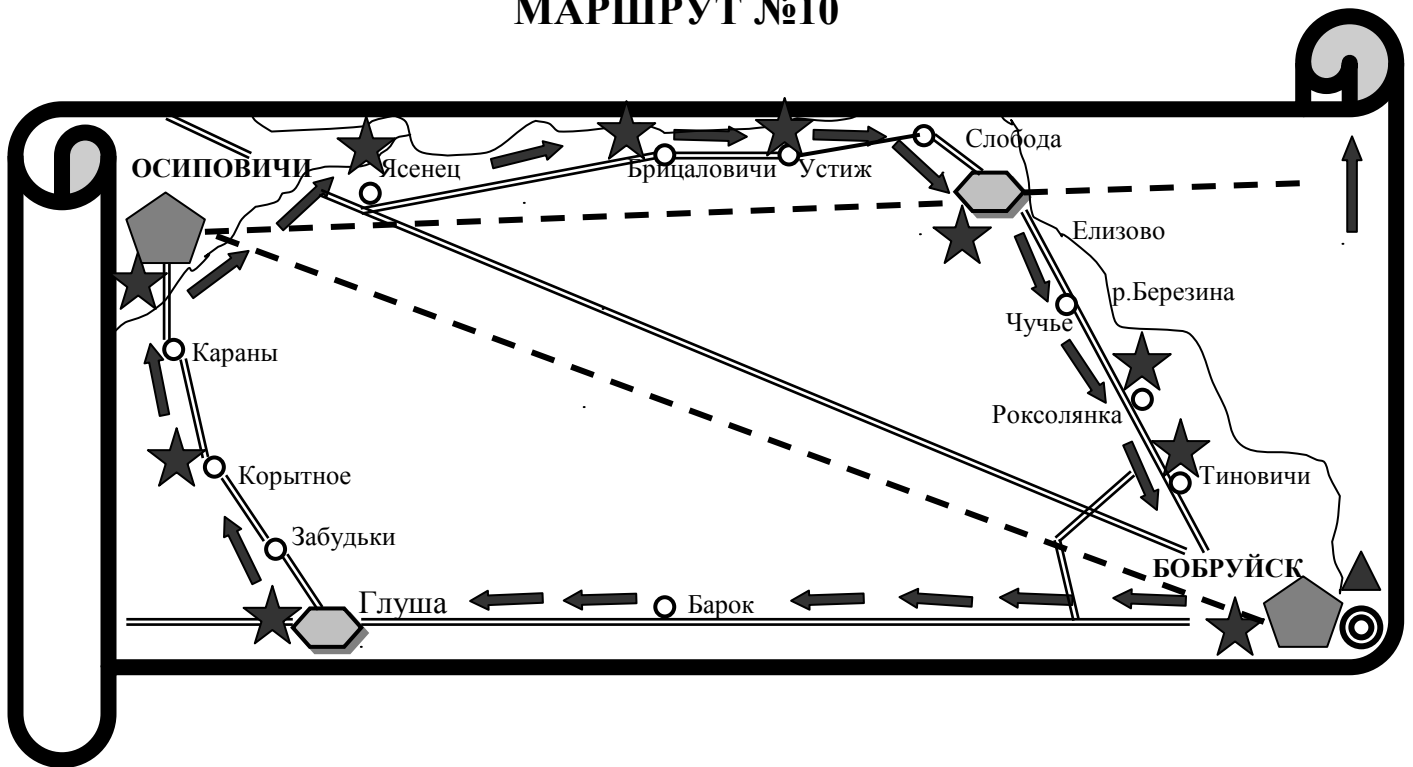 МАРШРУТ №10
Слобода
ОСИПОВИЧИ
Ясенец
Брицаловичи
Устиж
Елизово
р.Березина
Чучье
Караны
Роксолянка
Корытное
Тиновичи
Забудьки
БОБРУЙСК
Глуша
Барок